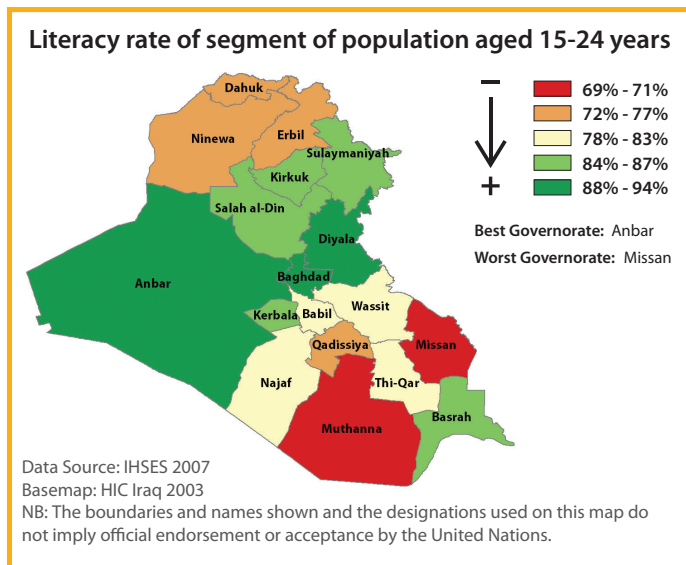 Literacy rate of segment of population aged 15-24 years
Dahuk
Ninewa
Erbil
Sulaymaniyah
Kirkuk
Salah al-Din
Diyala
Anbar
Baghdad
Kerbala
Babil
Wassit
Qadissiya
Missan
Najaf
Thi-Qar
Muthanna
Basrah
–
+
69% - 71%
72% - 77%
78% - 83%
84% - 87%
88% - 94%
Best Governorate: Anbar
Worst Governorate: Missan
Data Source: IHSES 2007
Basemap: HIC Iraq 2003
NB: The boundaries and names shown and the designations used on this map do
not imply official endorsement or acceptance by the United Nations.